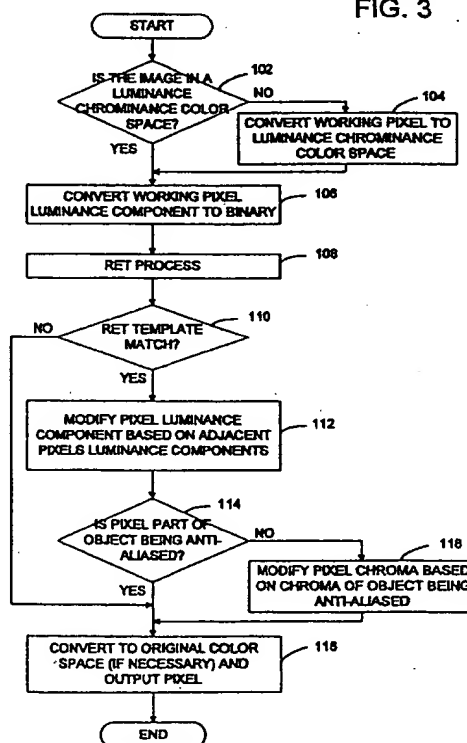 FIG. 3
START
IS THE IMAGE IN A
LUMINANCE
CHROMINANCE COLOR
SPACE?
102
NO
104
CONVERT WORKING PIXEL TO
LUMINANCE CHROMINANCE
COLOR SPACE
YES
106
CONVERT WORKING PIXEL
LUMINANCE COMPONENT TO BINARY
108
RET PROCESS
110
NO
RET TEMPLATE
MATCH?
YES
MODIFY PIXEL LUMINANCE
COMPONENT BASED ON ADJACENT
PIXELS LUMINANCE COMPONENTS
112
114
IS PIXEL PART OF
OBJECT BEING ANTI-
ALIASED?
NO
118
MODIFY PIXEL CHROMA BASED
ON CHROMA OF OBJECT BEING
ANTI-ALIASED
YES
CONVERT TO ORIGINAL COLOR
SPACE (IF NECESSARY) AND
OUTPUT PIXEL
116
END